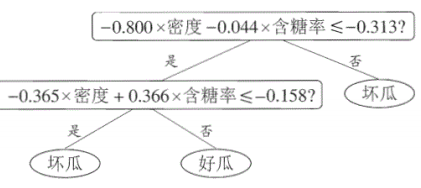 -0.800×密度-0.044×含糖率≤-0.313?
是
否
-0.365×密度+0.366×含糖率≤-0.158?
坏瓜
是
否
坏瓜
好瓜